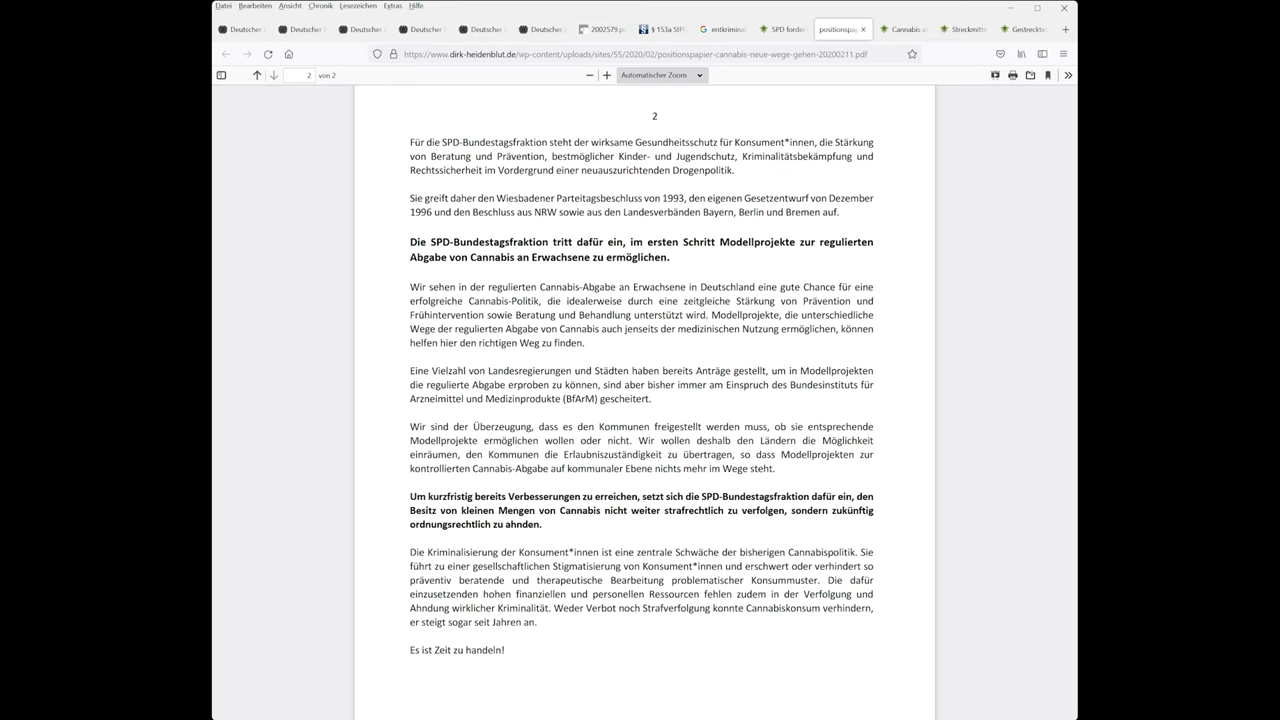 Datei Bearbeiten Ansicht Chronik Lesezeichen Extras Hilfe
Deutscher Deutscher Deutscher Deutscher Deutscher Deutscher 2002579.p § 153a StP entkrimina SPD forder positionspap Cannabis a Streckmitte Gestreckte
https://www.dirk-heidenblut.de/wp-content/uploads/sites/55/2020/02/positionspapier-cannabis-neue-wege-gehen-20200211.pdf
2 von 2 Automatischer Zoom
2
Für die SPD-Bundestagsfraktion steht der wirksame Gesundheitsschutz für Konsument*innen, die Stärkung
von Beratung und Prävention, bestmöglicher Kinder- und Jugendschutz, Kriminalitätsbekämpfung und
Rechtssicherheit im Vordergrund einer neuauszurichtenden Drogenpolitik.
Sie greift daher den Wiesbadener Parteitagsbeschluss von 1993, den eigenen Gesetzentwurf von Dezember
1996 und den Beschluss aus NRW sowie aus den Landesverbänden Bayern, Berlin und Bremen auf.
Die SPD-Bundestagsfraktion tritt dafür ein, im ersten Schritt Modellprojekte zur regulierten
Abgabe von Cannabis an Erwachsene zu ermöglichen.
Wir sehen in der regulierten Cannabis-Abgabe an Erwachsene in Deutschland eine gute Chance für eine
erfolgreiche Cannabis-Politik, die idealerweise durch eine zeitgleiche Stärkung von Prävention und
Frühintervention sowie Beratung und Behandlung unterstützt wird. Modellprojekte, die unterschiedliche
Wege der regulierten Abgabe von Cannabis auch jenseits der medizinischen Nutzung ermöglichen, können
helfen hier den richtigen Weg zu finden.
Eine Vielzahl von Landesregierungen und Städten haben bereits Anträge gestellt, um in Modellprojekten
die regulierte Abgabe erproben zu können, sind aber bisher immer am Einspruch des Bundesinstituts für
Arzneimittel und Medizinprodukte (BfArM) gescheitert.
Wir sind der Überzeugung, dass es den Kommunen freigestellt werden muss, ob sie entsprechende
Modellprojekte ermöglichen wollen oder nicht. Wir wollen deshalb den Ländern die Möglichkeit
einräumen, den Kommunen die Erlaubniszuständigkeit zu übertragen, so dass Modellprojekten zur
kontrollierten Cannabis-Abgabe auf kommunaler Ebene nichts mehr im Wege steht.
Um kurzfristig bereits Verbesserungen zu erreichen, setzt sich die SPD-Bundestagsfraktion dafür ein, den
Besitz von kleinen Mengen von Cannabis nicht weiter strafrechtlich zu verfolgen, sondern zukünftig
ordnungsrechtlich zu ahnden.
Die Kriminalisierung der Konsument*innen ist eine zentrale Schwäche der bisherigen Cannabispolitik. Sie
führt zu einer gesellschaftlichen Stigmatisierung von Konsument*innen und erschwert oder verhindert so
präventiv beratende und therapeutische Bearbeitung problematischer Konsummuster. Die dafür
einzusetzenden hohen finanziellen und personellen Ressourcen fehlen zudem in der Verfolgung und
Ahndung wirklicher Kriminalität. Weder Verbot noch Strafverfolgung konnte Cannabiskonsum verhindern,
er steigt sogar seit Jahren an.
Es ist Zeit zu handeln!